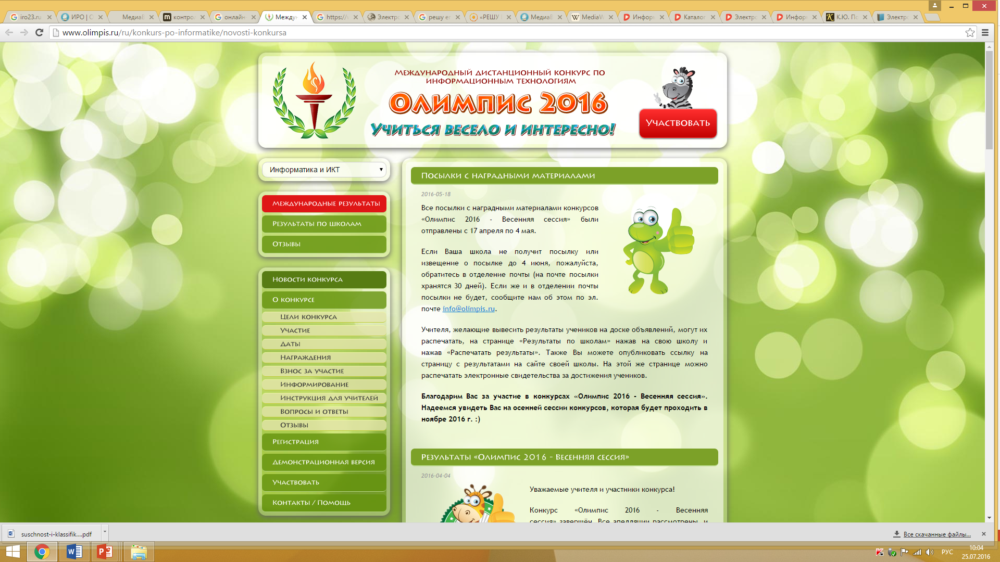 iro23.ru
ИРО | С
МедиаВ
контрол
онлайн
Междун
https://
Электро
решу ег
«РЕШУ
МедиаВ
MediaW
Информ
Каталог
Электро
Информ
К.Ю. По
Электро
www.olimpis.ru/ru/konkurs-po-informatike/novosti-konkursa
Международный дистанционный конкурс по
информационным технологиям
Олимпис 2016
Учиться весело и интересно!
Участвовать
Информатика и ИКТ
Международные результаты
Результаты по школам
Отзывы
Новости конкурса
О конкурсе
Цели конкурса
Участие
Даты
Награждения
Взнос за участие
Информирование
Инструкция для учителей
Вопросы и ответы
Отзывы
Регистрация
Демонстрационная версия
Участвовать
Контакты / Помощь
Посылки с наградными материалами
2016-05-18
Все посылки с наградными материалами конкурсов
«Олимпис 2016 - Весенняя сессия» были
отправлены с 17 апреля по 4 мая.
Если Ваша школа не получит посылку или
извещение о посылке до 4 июня, пожалуйста,
обратитесь в отделение почты (на почте посылки
хранятся 30 дней). Если же и в отделении почты
посылки не будет, сообщите нам об этом по эл.
почте info@olimpis.ru.
Учителя, желающие вывесить результаты учеников на доске объявлений, могут их
распечатать, на странице «Результаты по школам» нажав на свою школу и
нажав «Распечатать результаты». Также Вы можете опубликовать ссылку на
страницу с результатами на сайте своей школы. На этой же странице можно
распечатать электронные свидетельства за достижения учеников.
Благодарим Вас за участие в конкурсах «Олимпис 2016 - Весенняя сессия».
Надеемся увидеть Вас на осенней сессии конкурсов, которая будет проходить в
ноябре 2016 г. :)
Результаты «Олимпис 2016 - Весенняя сессия»
2016-04-04
Уважаемые учителя и участники конкурса!
Конкурс «Олимпис 2016 - Весенняя
сессия» завершён. Все апелляции рассмотрены, и
suschnost-i-klassifik....pdf
Все скачанные файлы...
РУС
10:04
25.07.2016